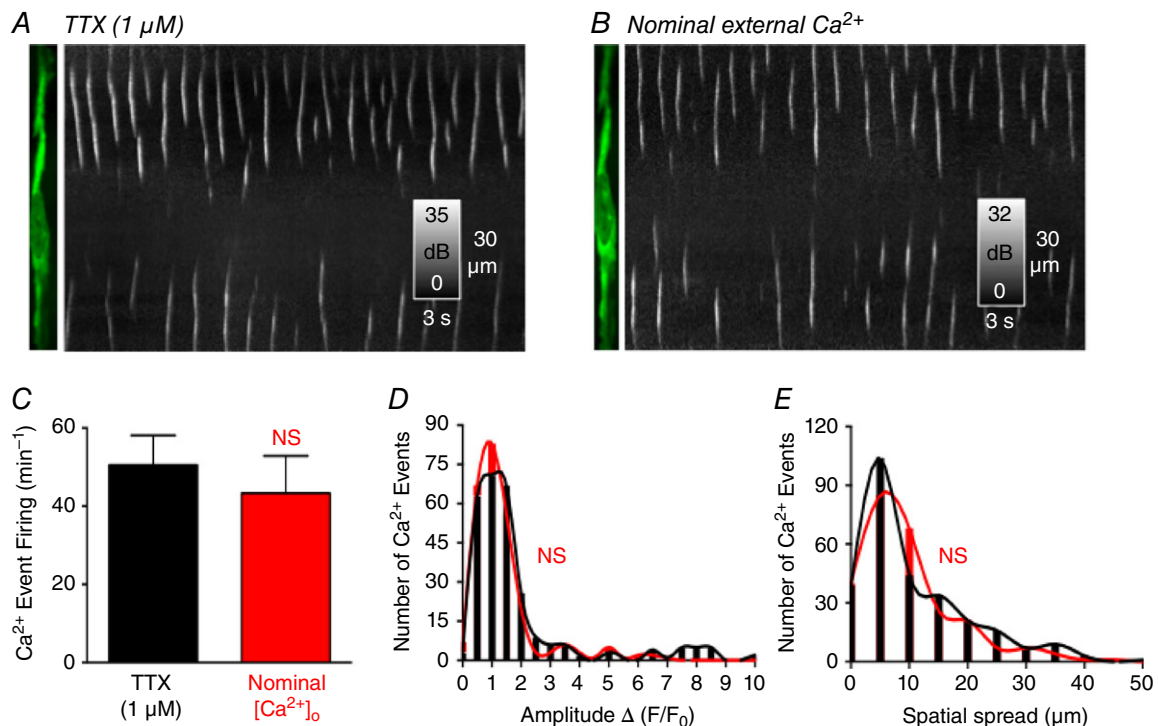 A TTX (1 µM)
B Nominal external Ca²⁺
35
dB
0
30
µm
3 s
32
dB
0
30
µm
3 s
C
Ca²⁺ Event Firing (min⁻¹)
60
40
20
0
NS
TTX
(1 µM)
Nominal
[Ca²⁺]ₒ
D
Number of Ca²⁺ Events
90
75
60
45
30
15
0
NS
0 1 2 3 4 5 6 7 8 9 10
Amplitude Δ (F/F₀)
E
Number of Ca²⁺ Events
120
90
60
30
0
NS
0 10 20 30 40 50
Spatial spread (µm)